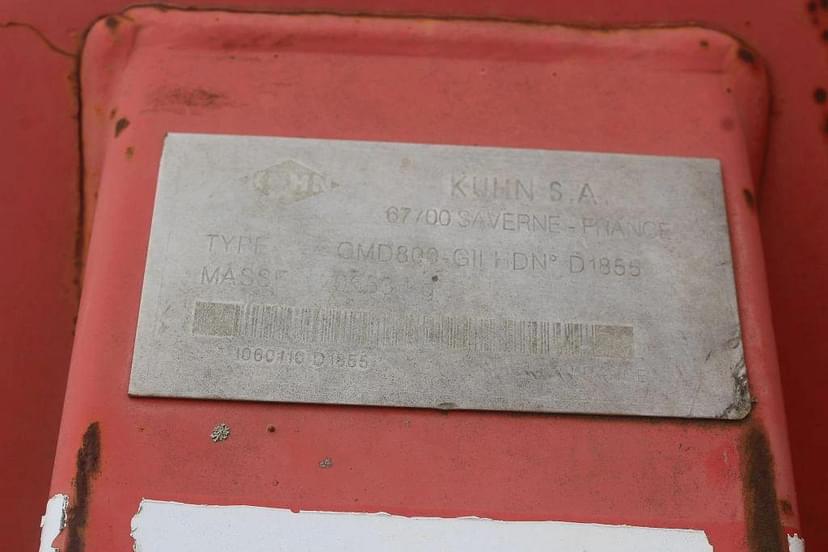 KUHN
KUHN S.A.
67700 SAVERNE - FRANCE
TYPE GMD800-GII HD N° D1855
MASSE
1060110 D1855